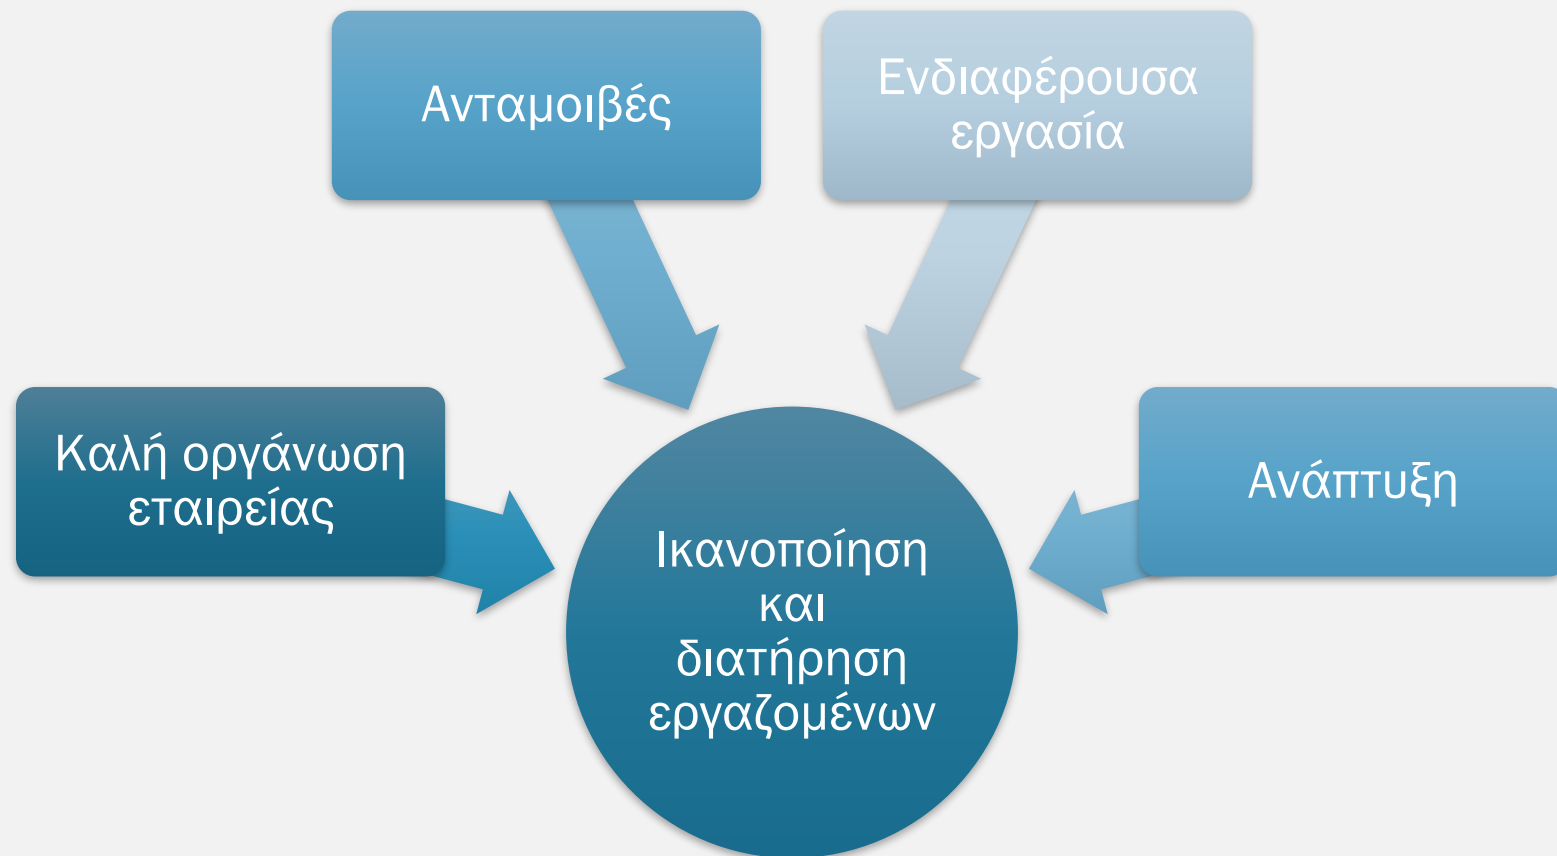 Ανταμοιβές
Ενδιαφέρουσα
εργασία
Καλή οργάνωση
εταιρείας
Ανάπτυξη
Ικανοποίηση
και
διατήρηση
εργαζομένων